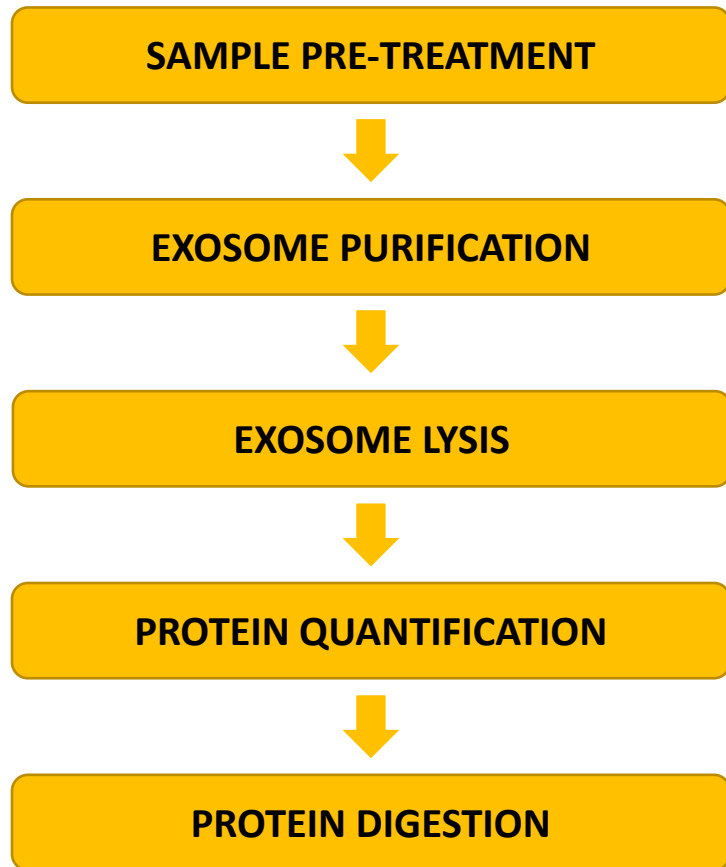 SAMPLE PRE-TREATMENT
EXOSOME PURIFICATION
EXOSOME LYSIS
PROTEIN QUANTIFICATION
PROTEIN DIGESTION